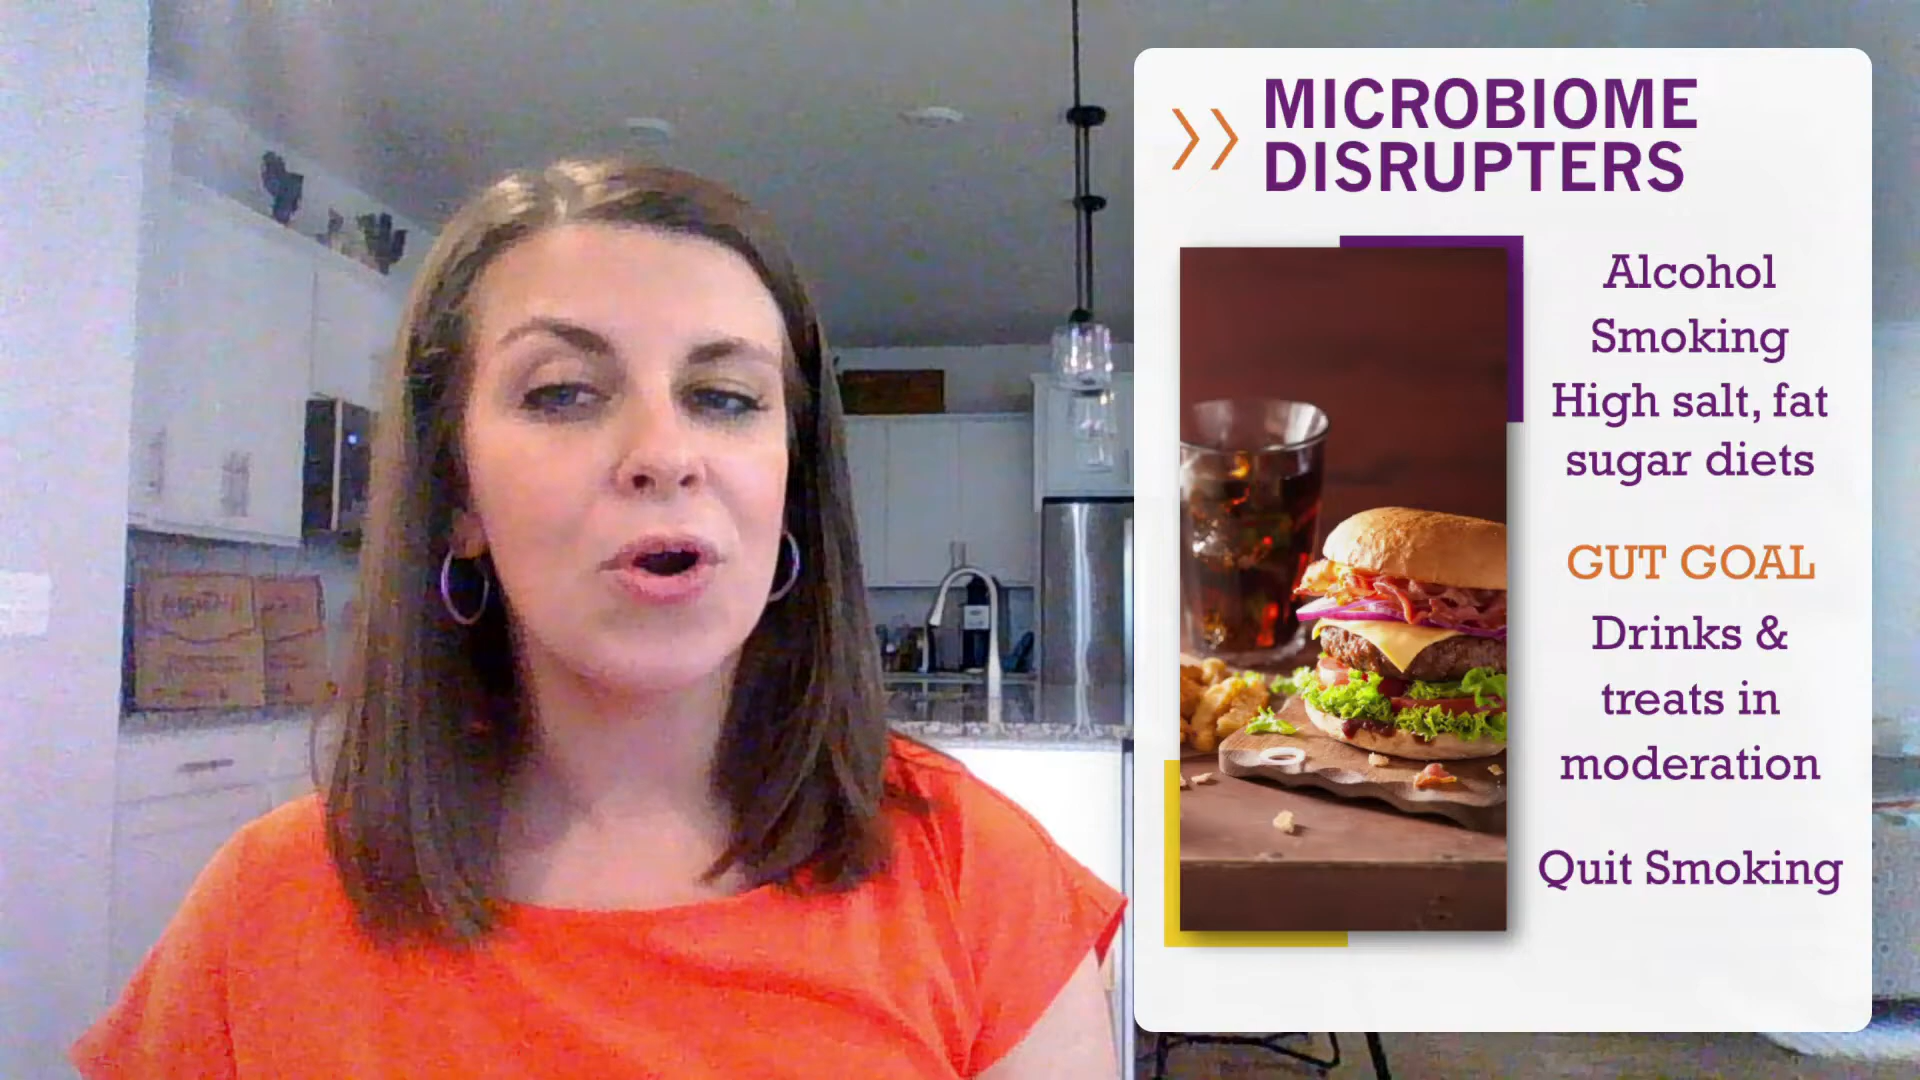 MICROBIOME
DISRUPTERS
Alcohol
Smoking
High salt, fat
sugar diets
GUT GOAL
Drinks &
treats in
moderation
Quit Smoking